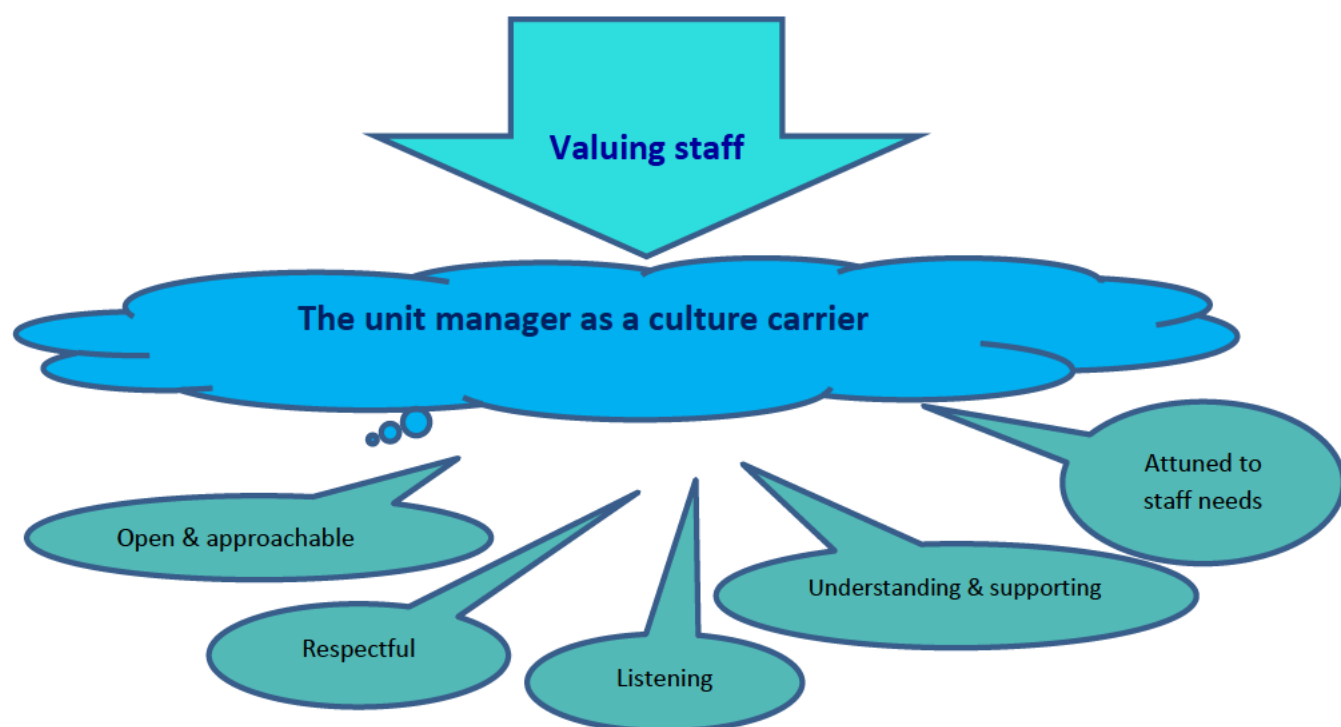 Valuing staff
The unit manager as a culture carrier
Attuned to
staff needs
Open & approachable
Understanding & supporting
Respectful
Listening